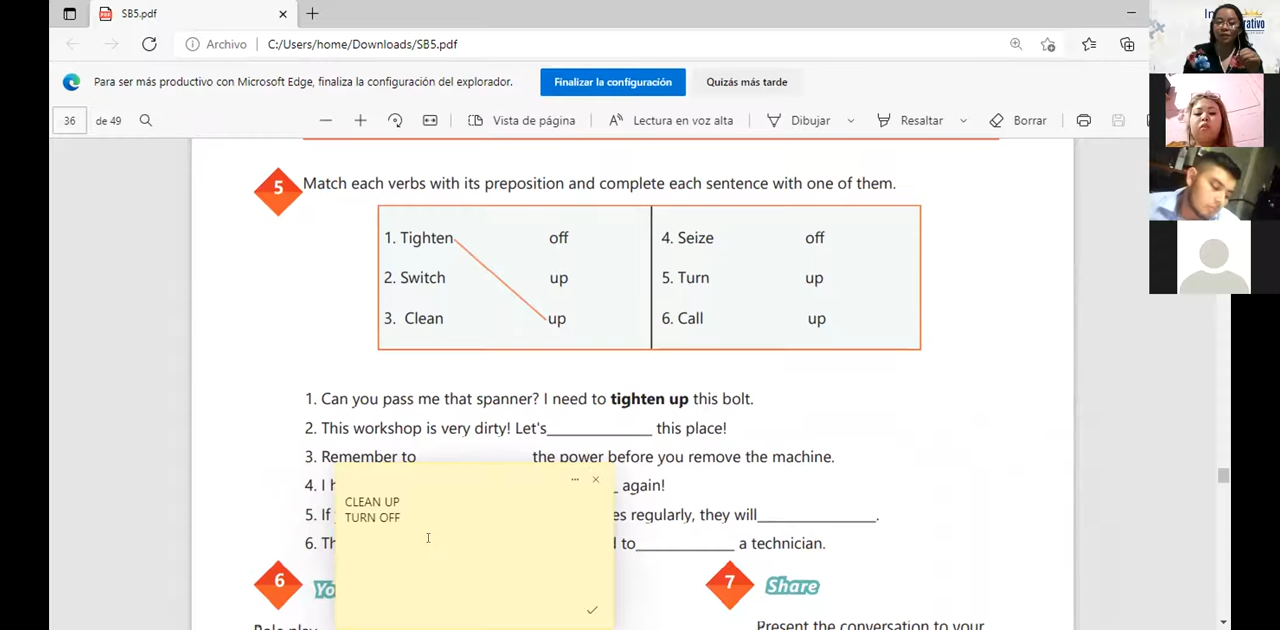 SB5.pdf
Archivo C:/Users/home/Downloads/SB5.pdf
Para ser más productivo con Microsoft Edge, finaliza la configuración del explorador. Finalizar la configuración Quizás más tarde
36 de 49 Vista de página Lectura en voz alta Dibujar Resaltar Borrar
5 Match each verbs with its preposition and complete each sentence with one of them.
1. Tighten off 4. Seize off
2. Switch up 5. Turn up
3. Clean up 6. Call up
1. Can you pass me that spanner? I need to tighten up this bolt.
2. This workshop is very dirty! Let's____________ this place!
3. Remember to the power before you remove the machine.
4. I again!
5. If regularly, they will______________.
6. to___________ a technician.
CLEAN UP
TURN OFF
6 7 Share
Present the conversation to your